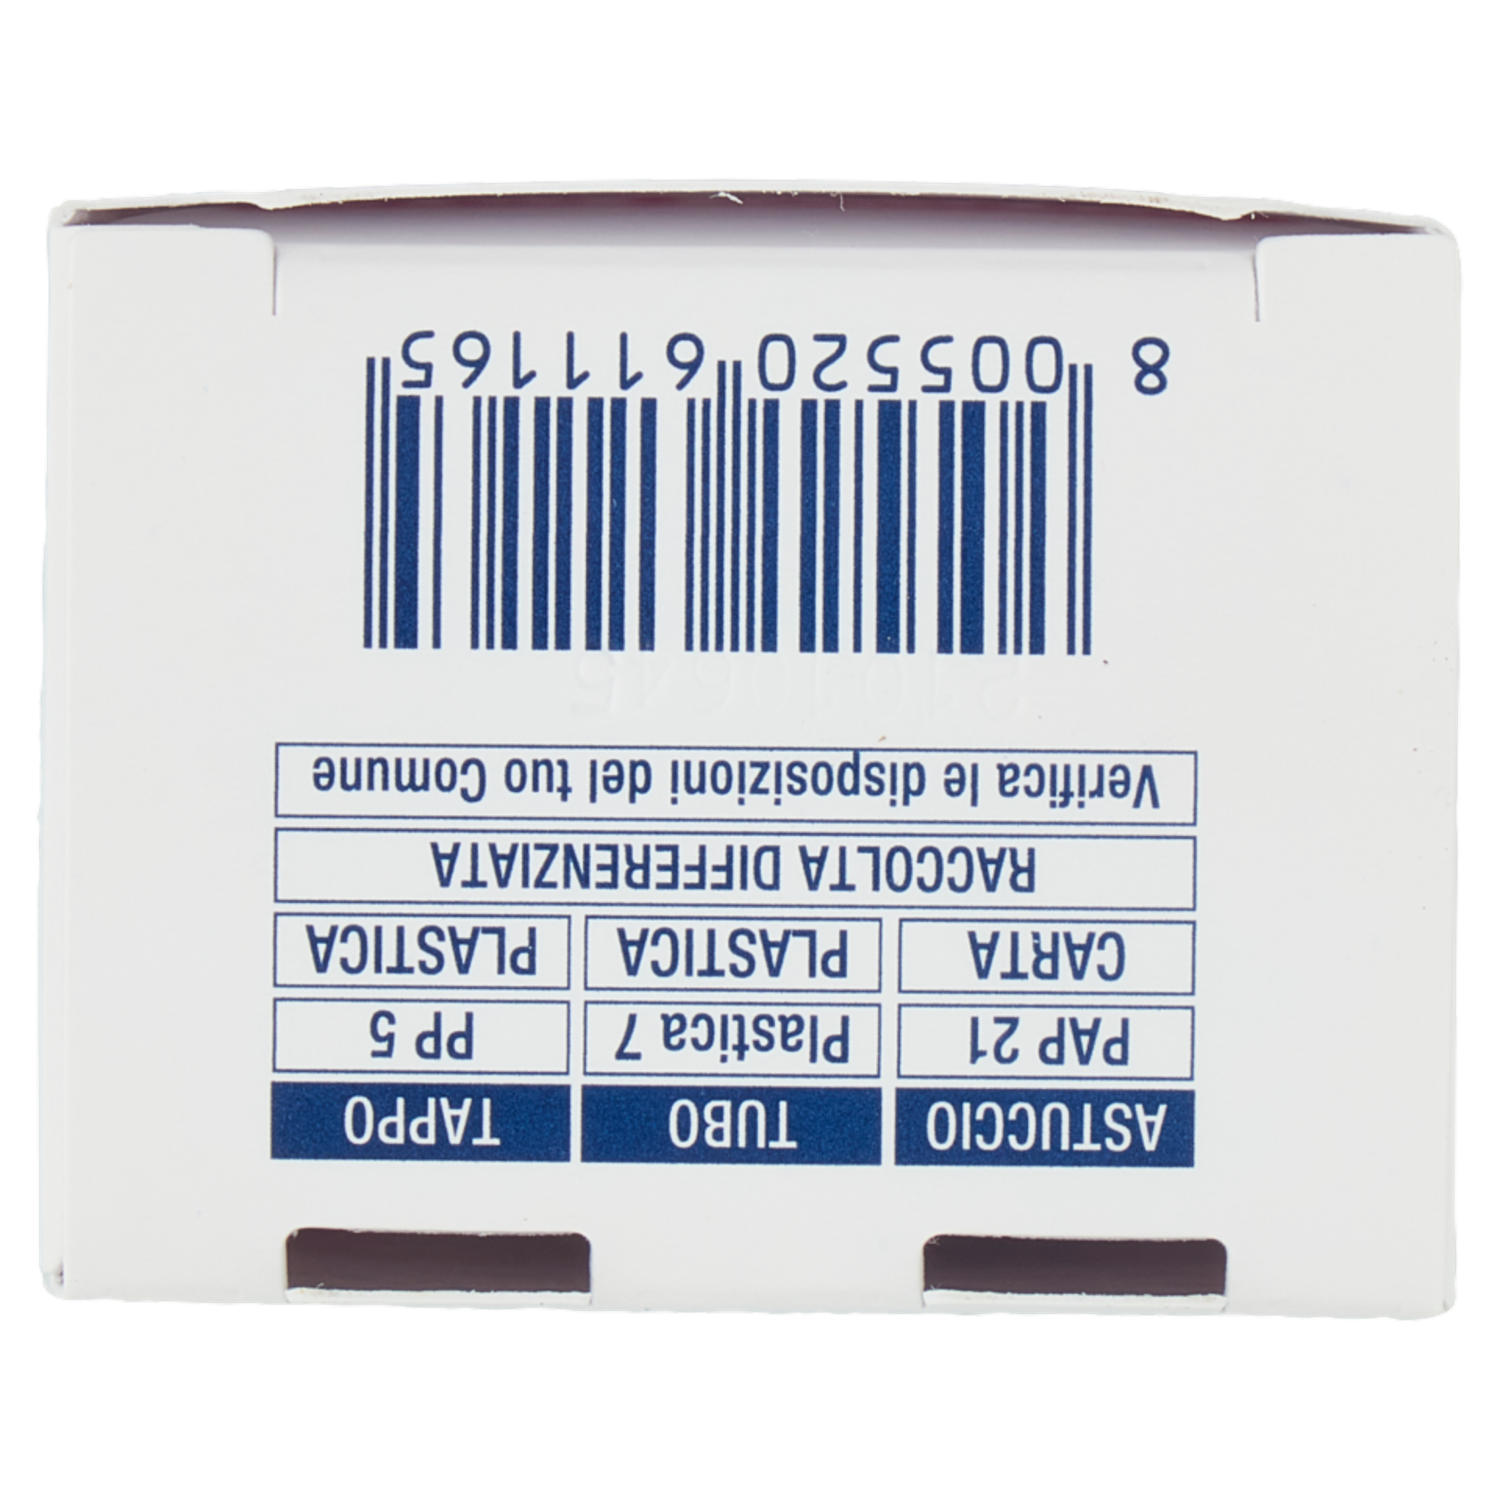 ASTUCCIO TUBO TAPPO
PAP 21 Plastica 7 PP 5
CARTA PLASTICA PLASTICA
RACCOLTA DIFFERENZIATA
Verifica le disposizioni del tuo Comune
8 005520 611165